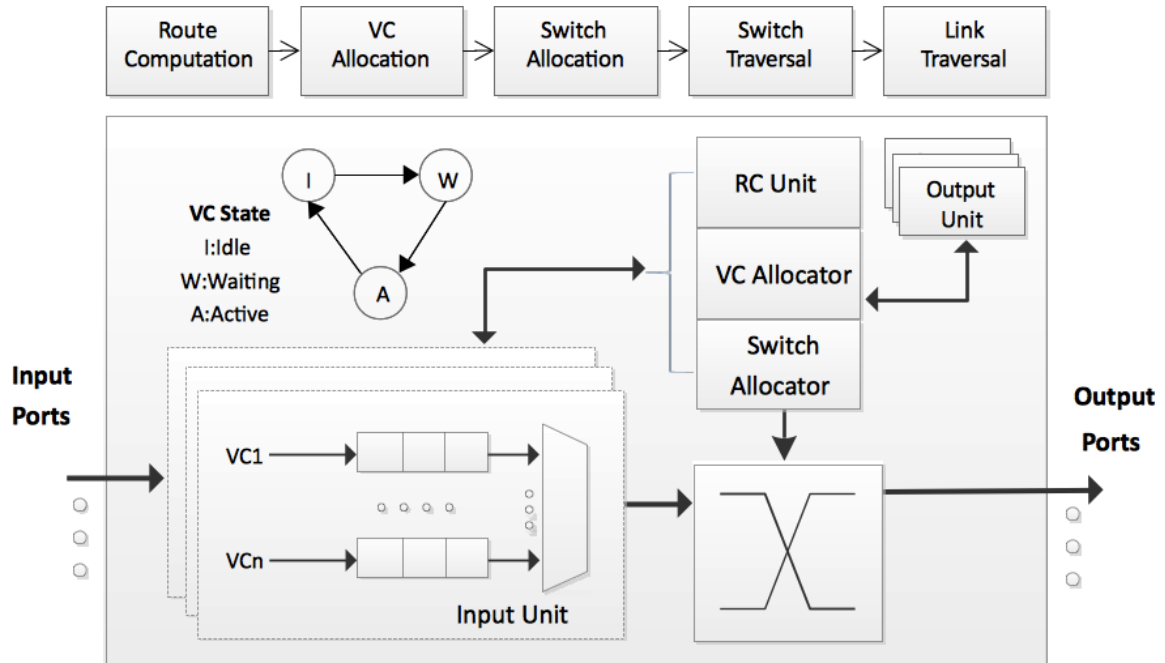 Route
Computation
VC
Allocation
Switch
Allocation
Switch
Traversal
Link
Traversal
I
W
A
VC State
I:Idle
W:Waiting
A:Active
RC Unit
VC Allocator
Switch
Allocator
Output
Unit
Input
Ports
VC1
VCn
Input Unit
Output
Ports